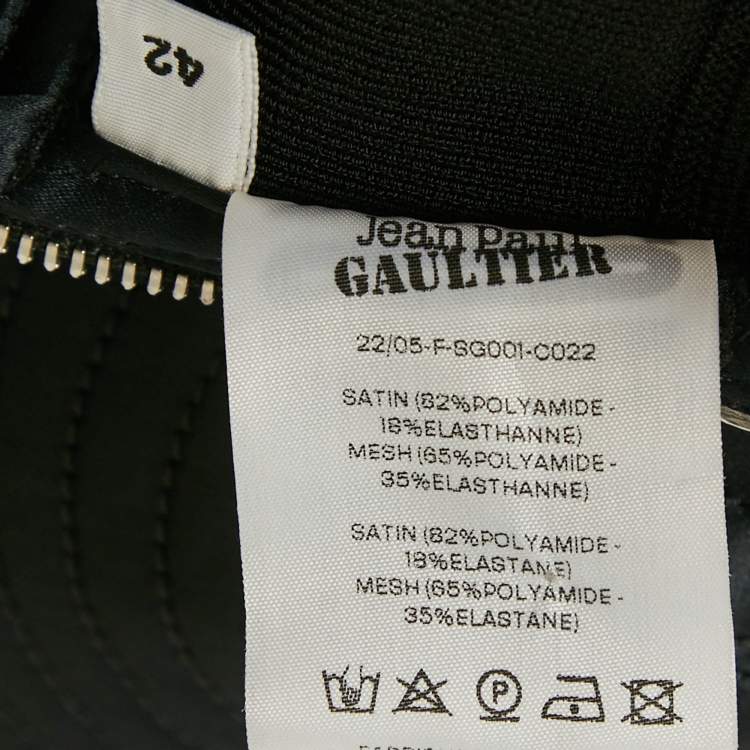 42
Jean Paul
GAULTIER
22/05-F-SG001-C022
SATIN (82%POLYAMIDE -
18%ELASTHANNE)
MESH (65%POLYAMIDE -
35%ELASTHANNE)
SATIN (82%POLYAMIDE -
18%ELASTANE)
MESH (65%POLYAMIDE -
35%ELASTANE)
P